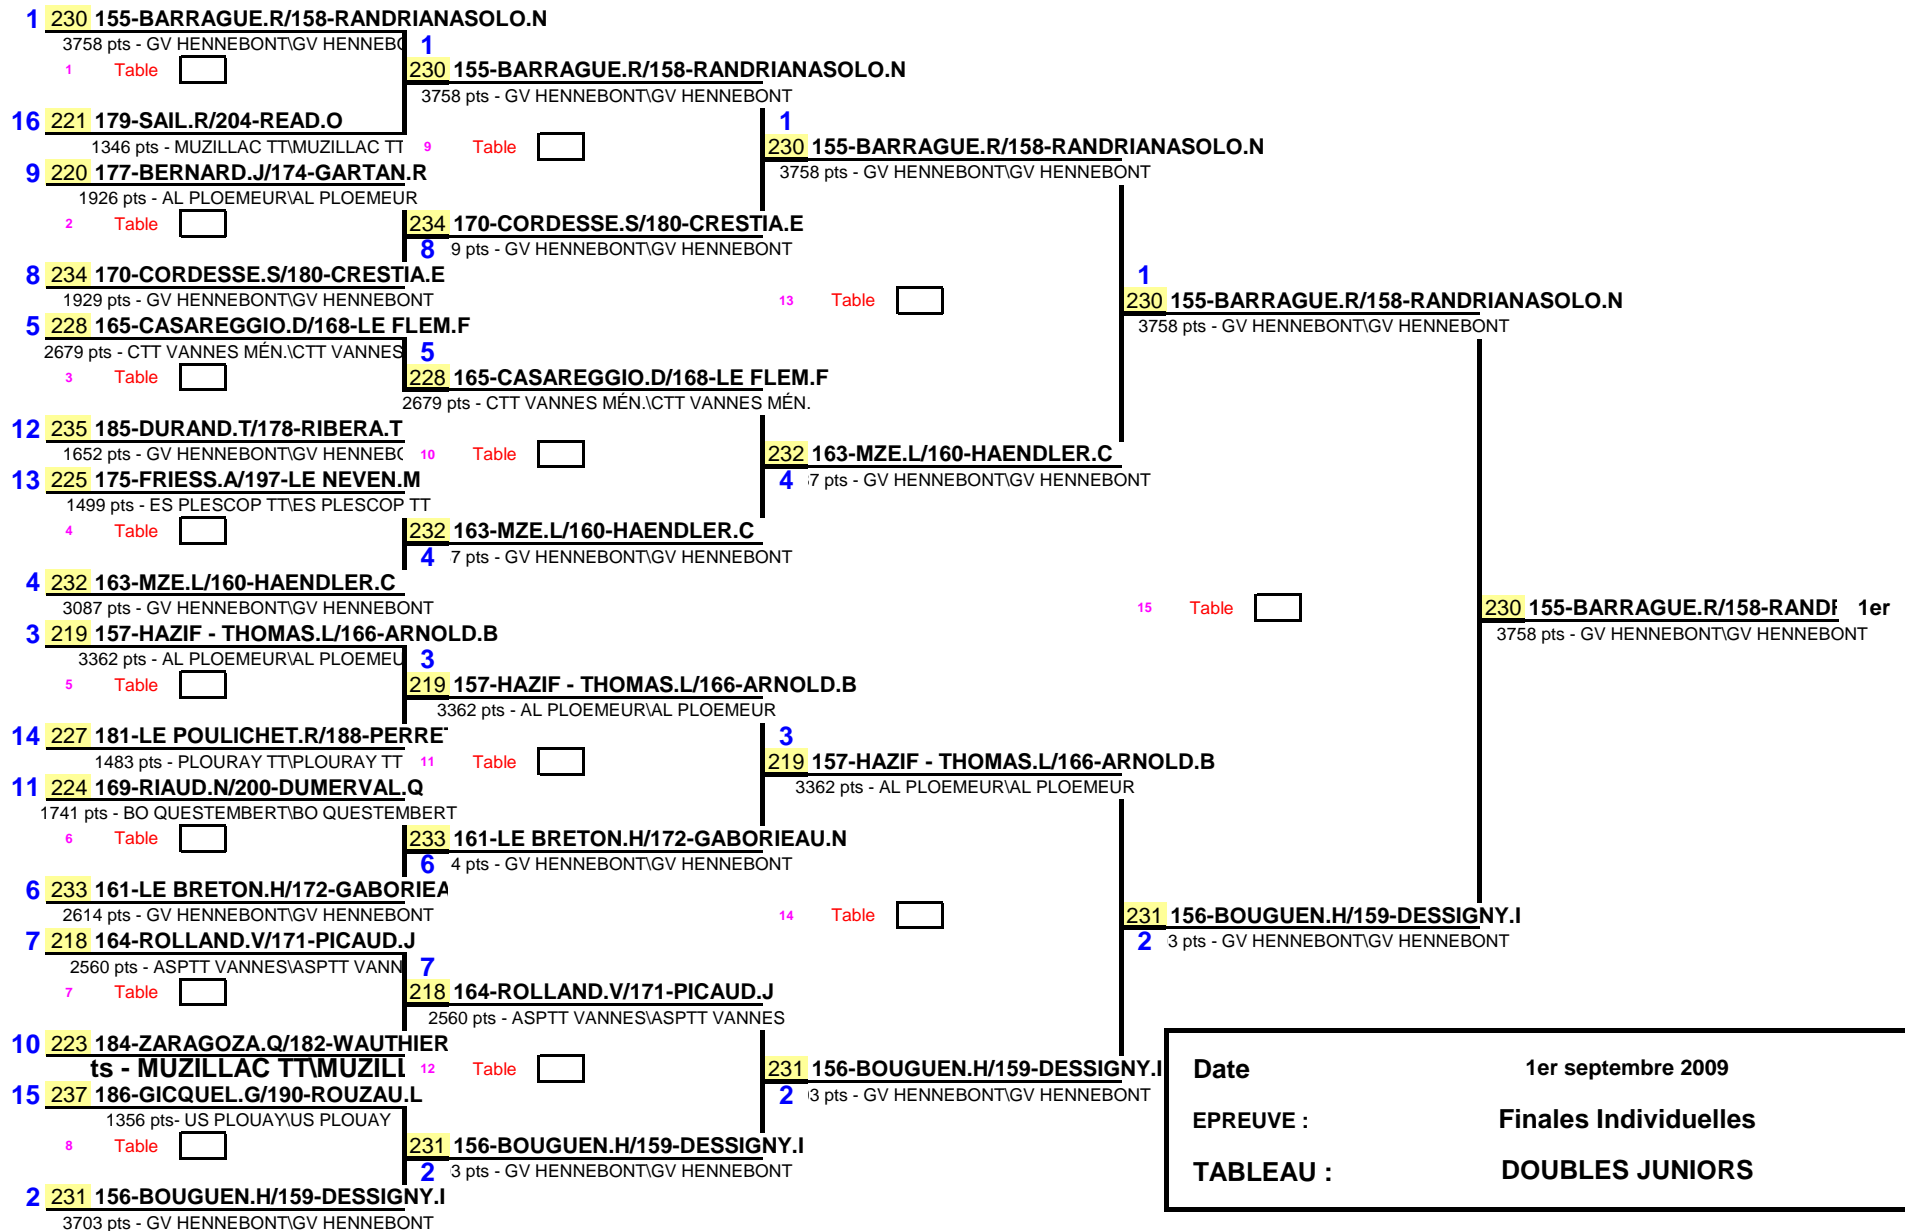 1 230 155-BARRAGUE.R/158-RANDRIANASOLO.N
3758 pts - GV HENNEBONT\GV HENNEBO
1 Table
16 221 179-SAIL.R/204-READ.O
1346 pts - MUZILLAC TT\MUZILLAC TT
9 220 177-BERNARD.J/174-GARTAN.R
1926 pts - AL PLOEMEUR\AL PLOEMEUR
2 Table
8 234 170-CORDESSE.S/180-CRESTIA.E
1929 pts - GV HENNEBONT\GV HENNEBONT
5 228 165-CASAREGGIO.D/168-LE FLEM.F
2679 pts - CTT VANNES MÉN.\CTT VANNES
3 Table
12 235 185-DURAND.T/178-RIBERA.T
1652 pts - GV HENNEBONT\GV HENNEBO
13 225 175-FRIESS.A/197-LE NEVEN.M
1499 pts - ES PLESCOP TT\ES PLESCOP TT
4 Table
4 232 163-MZE.L/160-HAENDLER.C
3087 pts - GV HENNEBONT\GV HENNEBONT
3 219 157-HAZIF - THOMAS.L/166-ARNOLD.B
3362 pts - AL PLOEMEUR\AL PLOEMEU
5 Table
14 227 181-LE POULICHET.R/188-PERRET
1483 pts - PLOURAY TT\PLOURAY TT
11 224 169-RIAUD.N/200-DUMERVAL.Q
1741 pts - BO QUESTEMBERT\BO QUESTEMBERT
6 Table
6 233 161-LE BRETON.H/172-GABORIEA
2614 pts - GV HENNEBONT\GV HENNEBONT
7 218 164-ROLLAND.V/171-PICAUD.J
2560 pts - ASPTT VANNES\ASPTT VANN
7 Table
10 223 184-ZARAGOZA.Q/182-WAUTHIER
ts - MUZILLAC TT\MUZILL
15 237 186-GICQUEL.G/190-ROUZAU.L
1356 pts- US PLOUAY\US PLOUAY
8 Table
2 231 156-BOUGUEN.H/159-DESSIGNY.I
3703 pts - GV HENNEBONT\GV HENNEBONT
1
230 155-BARRAGUE.R/158-RANDRIANASOLO.N
3758 pts - GV HENNEBONT\GV HENNEBONT
9 Table
234 170-CORDESSE.S/180-CRESTIA.E
8 9 pts - GV HENNEBONT\GV HENNEBONT
5
228 165-CASAREGGIO.D/168-LE FLEM.F
2679 pts - CTT VANNES MÉN.\CTT VANNES MÉN.
10 Table
232 163-MZE.L/160-HAENDLER.C
4 7 pts - GV HENNEBONT\GV HENNEBONT
3
219 157-HAZIF - THOMAS.L/166-ARNOLD.B
3362 pts - AL PLOEMEUR\AL PLOEMEUR
11 Table
233 161-LE BRETON.H/172-GABORIEAU.N
6 4 pts - GV HENNEBONT\GV HENNEBONT
7
218 164-ROLLAND.V/171-PICAUD.J
2560 pts - ASPTT VANNES\ASPTT VANNES
12 Table
231 156-BOUGUEN.H/159-DESSIGNY.I
2 3 pts - GV HENNEBONT\GV HENNEBONT
1
230 155-BARRAGUE.R/158-RANDRIANASOLO.N
3758 pts - GV HENNEBONT\GV HENNEBONT
13 Table
232 163-MZE.L/160-HAENDLER.C
4 7 pts - GV HENNEBONT\GV HENNEBONT
3
219 157-HAZIF - THOMAS.L/166-ARNOLD.B
3362 pts - AL PLOEMEUR\AL PLOEMEUR
14 Table
231 156-BOUGUEN.H/159-DESSIGNY.I
2 3 pts - GV HENNEBONT\GV HENNEBONT
1
230 155-BARRAGUE.R/158-RANDRIANASOLO.N
3758 pts - GV HENNEBONT\GV HENNEBONT
15 Table
231 156-BOUGUEN.H/159-DESSIGNY.I
2 3 pts - GV HENNEBONT\GV HENNEBONT
230 155-BARRAGUE.R/158-RAND 1er
3758 pts - GV HENNEBONT\GV HENNEBONT
Date 1er septembre 2009
EPREUVE : Finales Individuelles
TABLEAU : DOUBLES JUNIORS